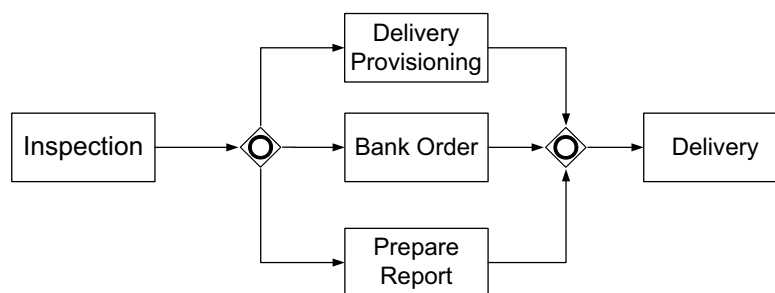 Delivery
Provisioning
Inspection
Bank Order
Delivery
Prepare
Report